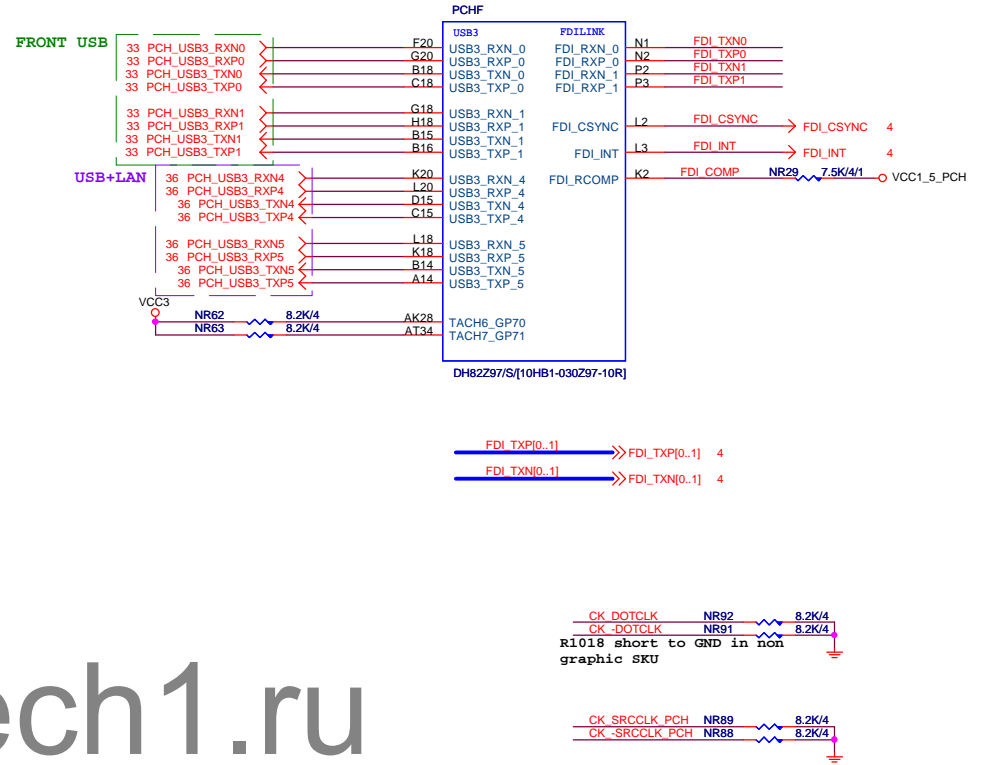 PCHF
USB3 FDILINK
FRONT USB
33 PCH_USB3_RXN0 F20 USB3_RXN_0 FDI_RXN_0 N1 FDI_TXN0
33 PCH_USB3_RXP0 G20 USB3_RXP_0 FDI_RXP_0 N2 FDI_TXP0
33 PCH_USB3_TXN0 B18 USB3_TXN_0 FDI_RXN_1 P2 FDI_TXN1
33 PCH_USB3_TXP0 C18 USB3_TXP_0 FDI_RXP_1 P3 FDI_TXP1
33 PCH_USB3_RXN1 G18 USB3_RXN_1
33 PCH_USB3_RXP1 H18 USB3_RXP_1 FDI_CSYNC L2 FDI_CSYNC FDI_CSYNC 4
33 PCH_USB3_TXN1 B15 USB3_TXN_1
33 PCH_USB3_TXP1 B16 USB3_TXP_1 FDI_INT L3 FDI_INT FDI_INT 4
USB+LAN
36 PCH_USB3_RXN4 K20 USB3_RXN_4 FDI_RCOMP K2 FDI_COMP NR29 7.5K/4/1 VCC1_5_PCH
36 PCH_USB3_RXP4 L20 USB3_RXP_4
36 PCH_USB3_TXN4 D15 USB3_TXN_4
36 PCH_USB3_TXP4 C15 USB3_TXP_4
36 PCH_USB3_RXN5 L18 USB3_RXN_5
36 PCH_USB3_RXP5 K18 USB3_RXP_5
36 PCH_USB3_TXN5 B14 USB3_TXN_5
36 PCH_USB3_TXP5 A14 USB3_TXP_5
VCC3
NR62 8.2K/4 AK28 TACH6_GP70
NR63 8.2K/4 AT34 TACH7_GP71
DH82Z97/S/[10HB1-030Z97-10R]
FDI_TXP[0..1] FDI_TXP[0..1] 4
FDI_TXN[0..1] FDI_TXN[0..1] 4
CK_DOTCLK NR92 8.2K/4
CK_-DOTCLK NR91 8.2K/4
R1018 short to GND in non
graphic SKU
ech1.ru
CK_SRCCLK_PCH NR89 8.2K/4
CK_-SRCCLK_PCH NR88 8.2K/4